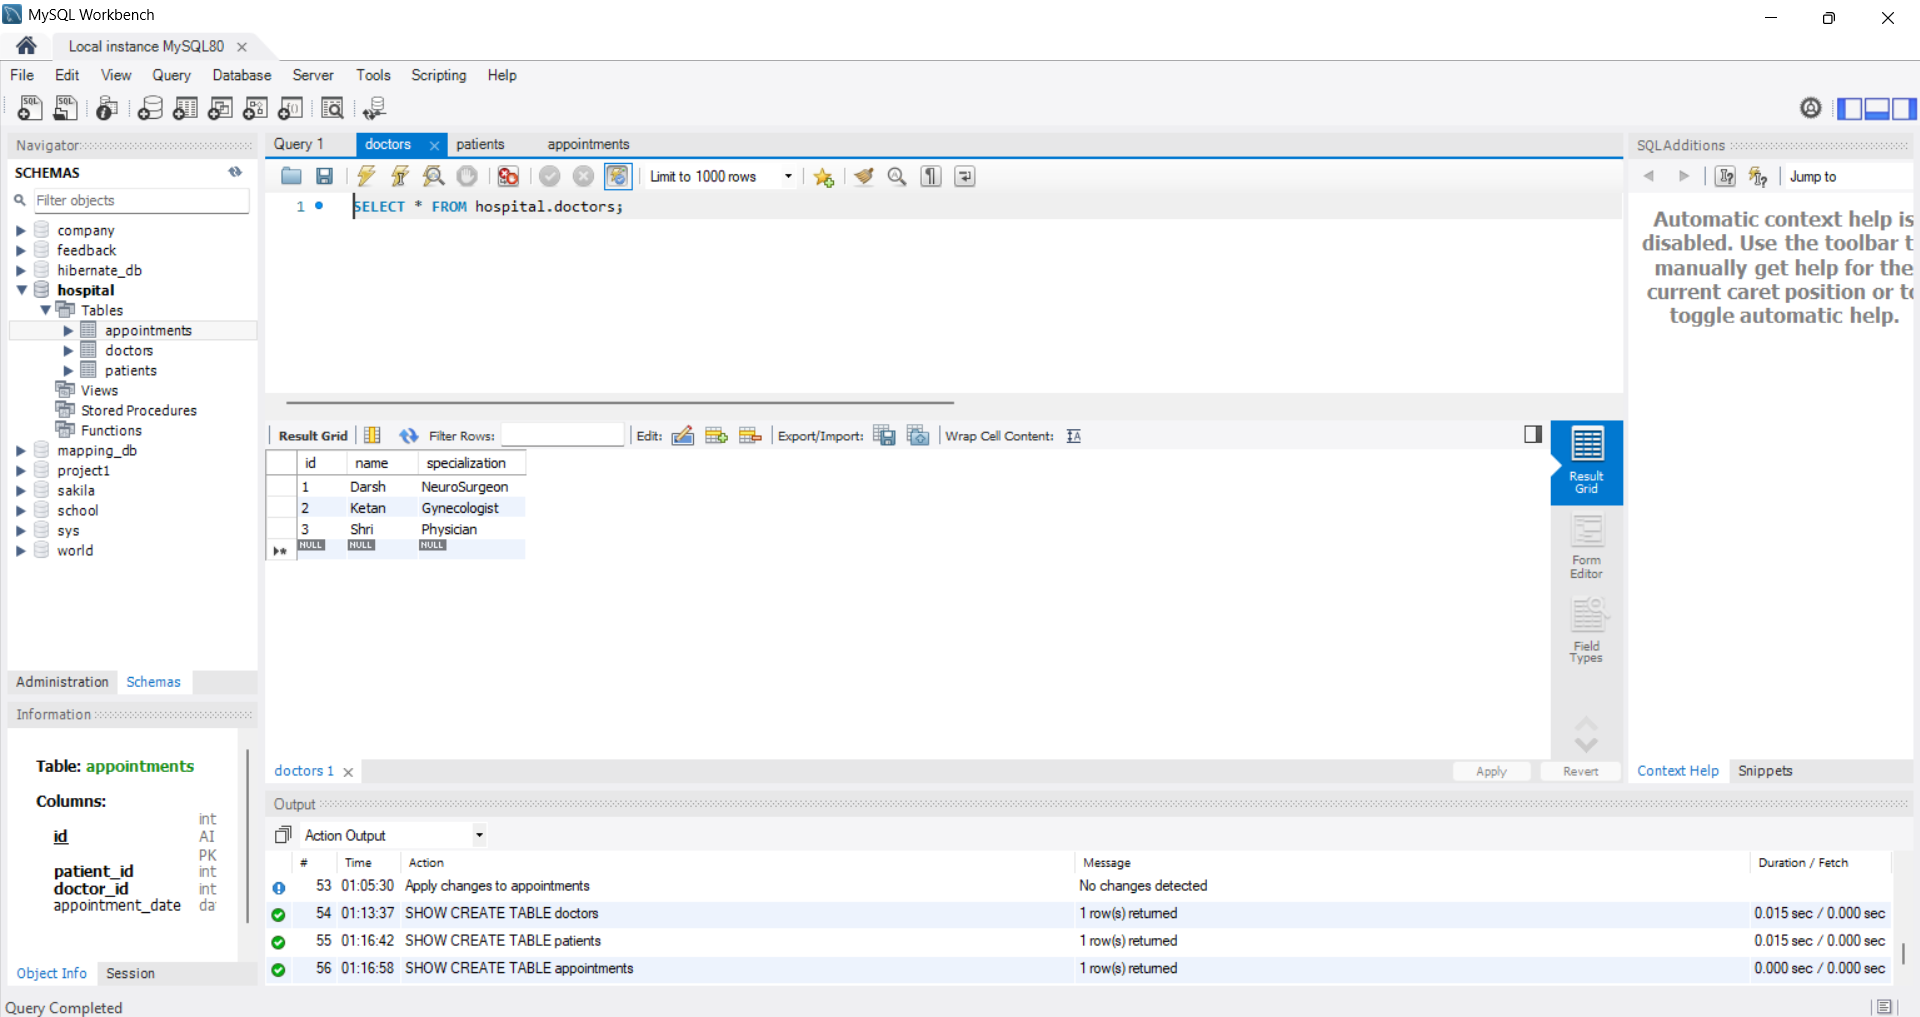 MySQL Workbench
Local instance MySQL80
File Edit View Query Database Server Tools Scripting Help
Navigator
SCHEMAS
Filter objects
company
feedback
hibernate_db
hospital
Tables
appointments
doctors
patients
Views
Stored Procedures
Functions
mapping_db
project1
sakila
school
sys
world
Administration Schemas
Information
Table: appointments
Columns:
id int AI PK
patient_id int
doctor_id int
appointment_date da
Object Info Session
Query 1 doctors patients appointments
Limit to 1000 rows
1 SELECT * FROM hospital.doctors;
Result Grid Filter Rows: Edit: Export/Import: Wrap Cell Content:
id name specialization
1 Darsh NeuroSurgeon
2 Ketan Gynecologist
3 Shri Physician
NULL NULL NULL
Result Grid
Form Editor
Field Types
doctors 1 Apply Revert
SQLAdditions
Jump to
Automatic context help is
disabled. Use the toolbar t
manually get help for the
current caret position or to
toggle automatic help.
Context Help Snippets
Output
Action Output
# Time Action Message Duration / Fetch
53 01:05:30 Apply changes to appointments No changes detected
54 01:13:37 SHOW CREATE TABLE doctors 1 row(s) returned 0.015 sec / 0.000 sec
55 01:16:42 SHOW CREATE TABLE patients 1 row(s) returned 0.015 sec / 0.000 sec
56 01:16:58 SHOW CREATE TABLE appointments 1 row(s) returned 0.000 sec / 0.000 sec
Query Completed